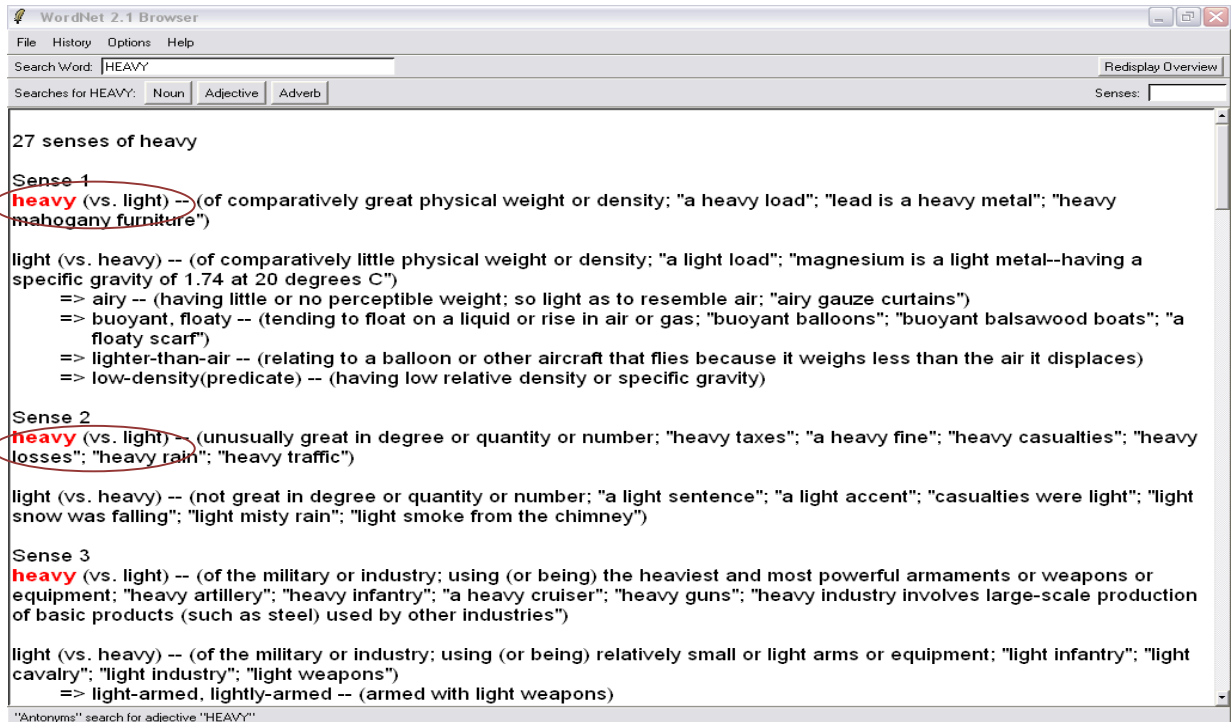 WordNet 2.1 Browser
File History Options Help
Search Word: HEAVY Redisplay Overview
Searches for HEAVY: Noun Adjective Adverb Senses:
27 senses of heavy
Sense 1
heavy (vs. light) -- (of comparatively great physical weight or density; "a heavy load"; "lead is a heavy metal"; "heavy
mahogany furniture")
light (vs. heavy) -- (of comparatively little physical weight or density; "a light load"; "magnesium is a light metal--having a
specific gravity of 1.74 at 20 degrees C")
=> airy -- (having little or no perceptible weight; so light as to resemble air; "airy gauze curtains")
=> buoyant, floaty -- (tending to float on a liquid or rise in air or gas; "buoyant balloons"; "buoyant balsawood boats"; "a
floaty scarf")
=> lighter-than-air -- (relating to a balloon or other aircraft that flies because it weighs less than the air it displaces)
=> low-density(predicate) -- (having low relative density or specific gravity)
Sense 2
heavy (vs. light) -- (unusually great in degree or quantity or number; "heavy taxes"; "a heavy fine"; "heavy casualties"; "heavy
losses"; "heavy rain"; "heavy traffic")
light (vs. heavy) -- (not great in degree or quantity or number; "a light sentence"; "a light accent"; "casualties were light"; "light
snow was falling"; "light misty rain"; "light smoke from the chimney")
Sense 3
heavy (vs. light) -- (of the military or industry; using (or being) the heaviest and most powerful armaments or weapons or
equipment; "heavy artillery"; "heavy infantry"; "a heavy cruiser"; "heavy guns"; "heavy industry involves large-scale production
of basic products (such as steel) used by other industries")
light (vs. heavy) -- (of the military or industry; using (or being) relatively small or light arms or equipment; "light infantry"; "light
cavalry"; "light industry"; "light weapons")
=> light-armed, lightly-armed -- (armed with light weapons)
"Antonyms" search for adjective "HEAVY"